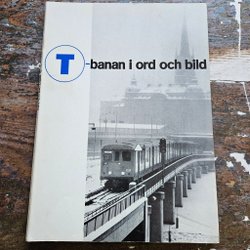 T-banan i ord och bild